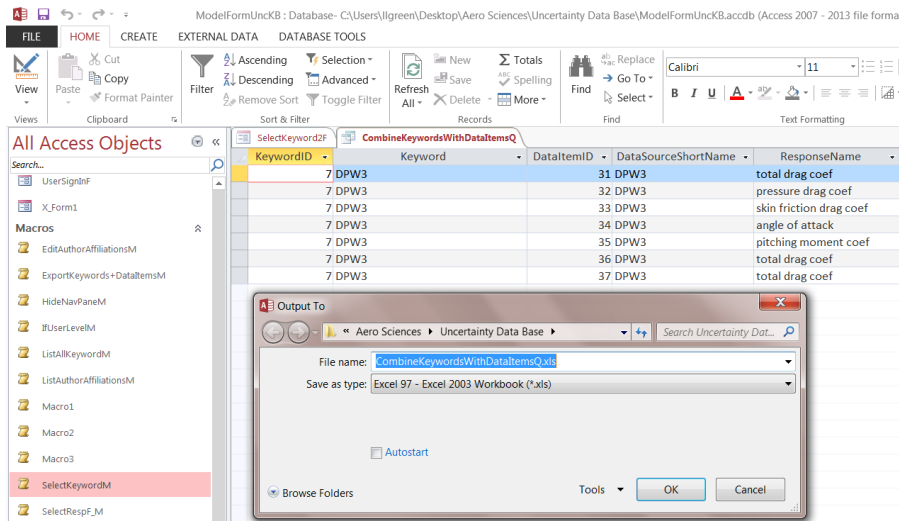 ModelFormUncKB : Database- C:\Users\llgreen\Desktop\Aero Sciences\Uncertainty Data Base\ModelFormUncKB.accdb (Access 2007 - 2013 file forma
FILE HOME CREATE EXTERNAL DATA DATABASE TOOLS
View
Views
Paste
Cut
Copy
Format Painter
Clipboard
Filter
Ascending
Descending
Remove Sort
Selection
Advanced
Toggle Filter
Sort & Filter
Refresh
All
New
Save
Delete
Totals
Spelling
More
Records
Find
Replace
Go To
Select
Find
Calibri 11
B I U A
Text Formatting
All Access Objects
Search...
UserSignInF
X_Form1
Macros
EditAuthorAffiliationsM
ExportKeywords+DataItemsM
HideNavPaneM
IfUserLevelM
ListAllKeywordM
ListAuthorAffiliationsM
Macro1
Macro2
Macro3
SelectKeywordM
SelectRespF_M
SelectKeyword2F CombineKeywordsWithDataItemsQ
KeywordID Keyword DataItemID DataSourceShortName ResponseName
7 DPW3 31 DPW3 total drag coef
7 DPW3 32 DPW3 pressure drag coef
7 DPW3 33 DPW3 skin friction drag coef
7 DPW3 34 DPW3 angle of attack
7 DPW3 35 DPW3 pitching moment coef
7 DPW3 36 DPW3 total drag coef
7 DPW3 37 DPW3 total drag coef
Output To
« Aero Sciences Uncertainty Data Base Search Uncertainty Dat...
File name: CombineKeywordsWithDataItemsQ.xls
Save as type: Excel 97 - Excel 2003 Workbook (*.xls)
Autostart
Browse Folders Tools OK Cancel